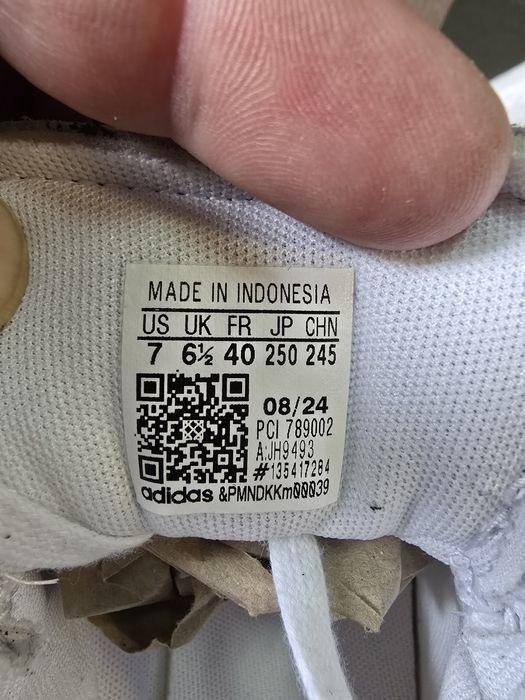 MADE IN INDONESIA
US UK FR JP CHN
7 6½ 40 250 245
08/24
PCI 789002
A:JH9493
#135417284
adidas &PMNDKKm00039